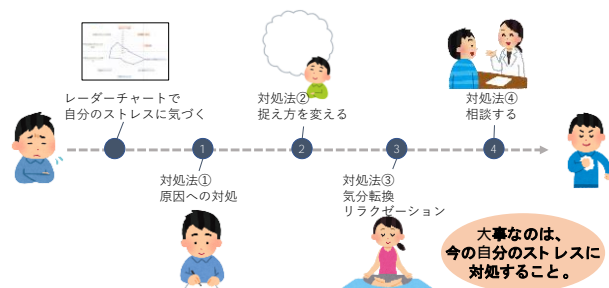 レーダーチャートで
自分のストレスに気づく
対処法②
捉え方を変える
対処法④
相談する
1
2
3
4
対処法①
原因への対処
対処法③
気分転換
リラクゼーション
大事なのは、
今の自分のストレスに
対処すること。